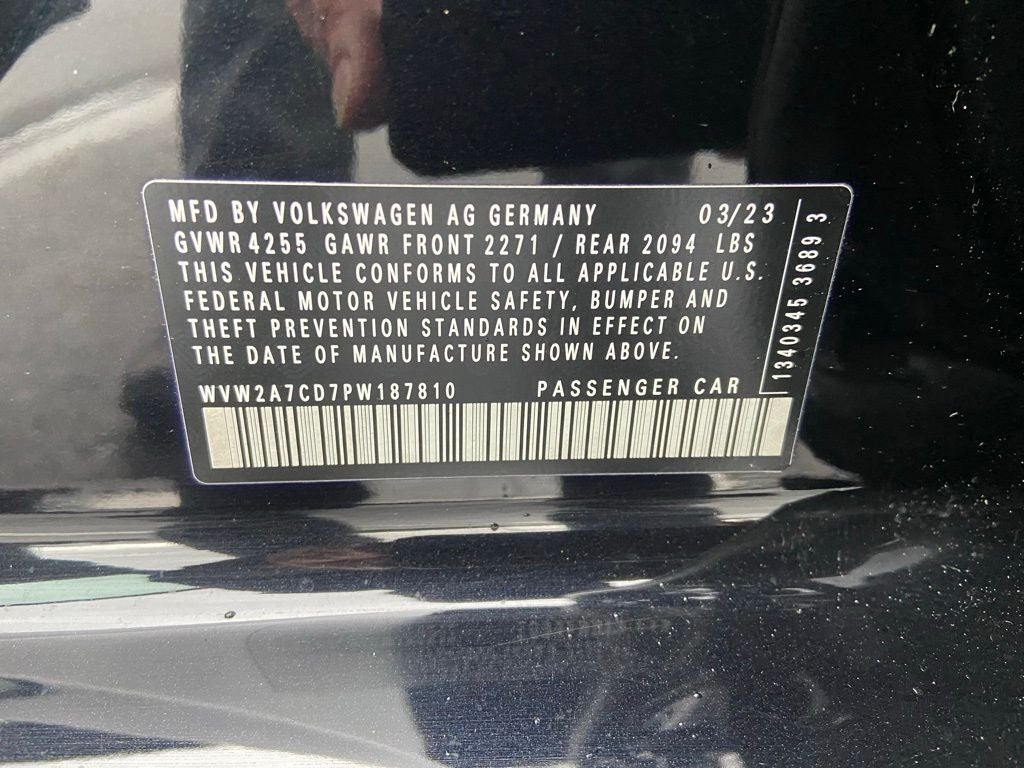 MFD BY VOLKSWAGEN AG GERMANY 03/23
GVWR 4255 GAWR FRONT 2271 / REAR 2094 LBS
THIS VEHICLE CONFORMS TO ALL APPLICABLE U.S.
FEDERAL MOTOR VEHICLE SAFETY, BUMPER AND
THEFT PREVENTION STANDARDS IN EFFECT ON
THE DATE OF MANUFACTURE SHOWN ABOVE.
WVW2A7CD7PW187810 PASSENGER CAR
1340345 3689 3